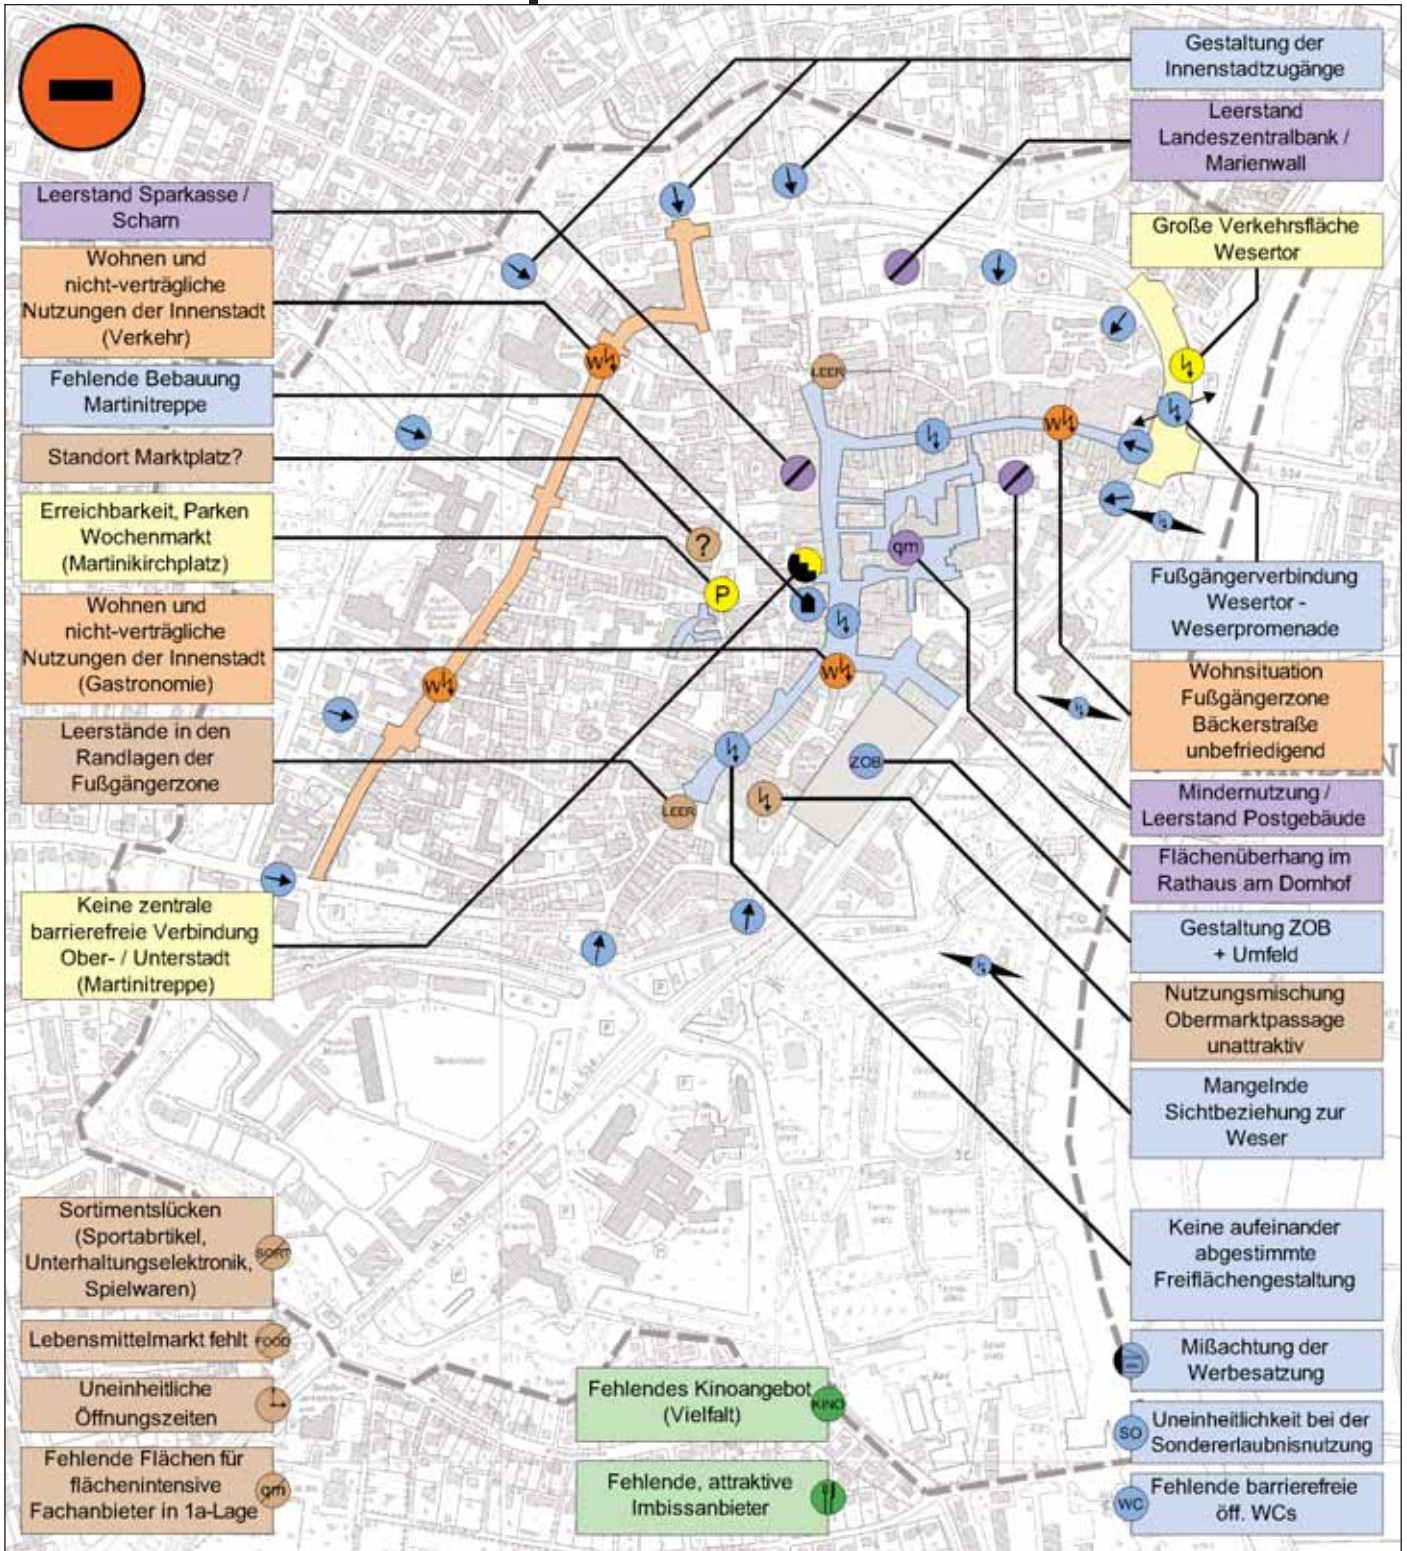 Gestaltung der
Innenstadtzugänge
Leerstand
Landeszentralbank /
Marienwall
Große Verkehrsfläche
Wesertor
Leerstand Sparkasse /
Scharn
Wohnen und
nicht-verträgliche
Nutzungen der Innenstadt
(Verkehr)
Fehlende Bebauung
Martinitreppe
Standort Marktplatz?
Erreichbarkeit, Parken
Wochenmarkt
(Martinikirchplatz)
Wohnen und
nicht-verträgliche
Nutzungen der Innenstadt
(Gastronomie)
Leerstände in den
Randlagen der
Fußgängerzone
Keine zentrale
barrierefreie Verbindung
Ober- / Unterstadt
(Martinitreppe)
Sortimentslücken
(Sportabrtikel,
Unterhaltungselektronik,
Spielwaren)
SORT
Lebensmittelmarkt fehlt
FOOD
Uneinheitliche
Öffnungszeiten
Fehlende Flächen für
flächenintensive
Fachanbieter in 1a-Lage
qm
W
LEER
W
?
P
qm
W
W
ZOB
LEER
MINDEN
Fehlendes Kinoangebot
(Vielfalt)
KINO
Fehlende, attraktive
Imbissanbieter
Fußgängerverbindung
Wesertor -
Weserpromenade
Wohnsituation
Fußgängerzone
Bäckerstraße
unbefriedigend
Mindernutzung /
Leerstand Postgebäude
Flächenüberhang im
Rathaus am Domhof
Gestaltung ZOB
+ Umfeld
Nutzungsmischung
Obermarktpassage
unattraktiv
Mangelnde
Sichtbeziehung zur
Weser
Keine aufeinander
abgestimmte
Freiflächengestaltung
Mißachtung der
Werbesatzung
SO
Uneinheitlichkeit bei der
Sondererlaubnisnutzung
WC
Fehlende barrierefreie
öff. WCs